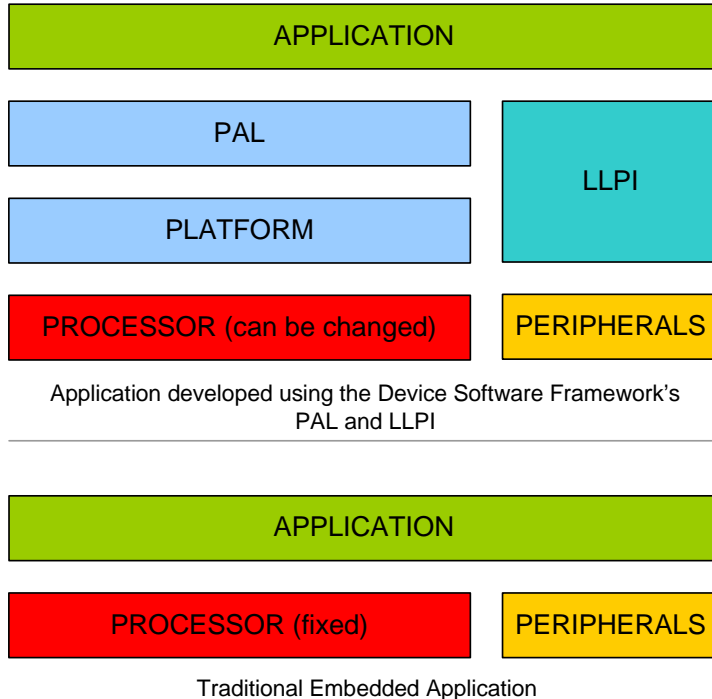 APPLICATION
PAL
LLPI
PLATFORM
PROCESSOR (can be changed)
PERIPHERALS
Application developed using the Device Software Framework's
PAL and LLPI
APPLICATION
PROCESSOR (fixed)
PERIPHERALS
Traditional Embedded Application